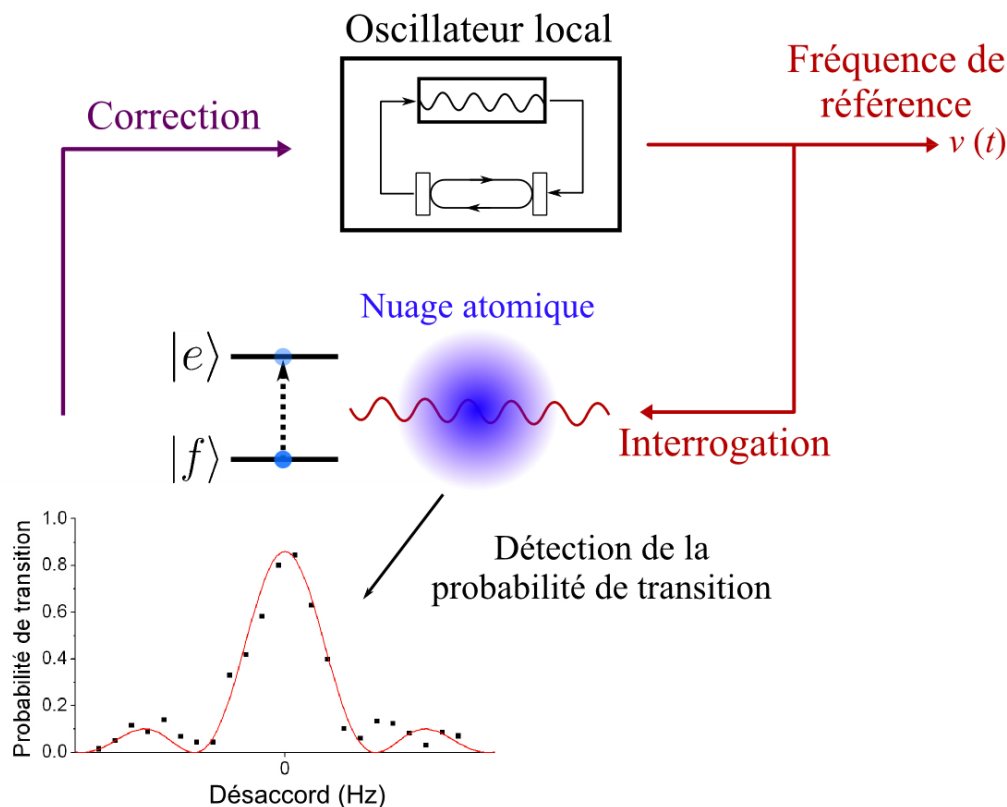 Oscillateur local
Correction
Fréquence de
référence
ν (t)
Nuage atomique
|e⟩
|f⟩
Interrogation
Détection de la
probabilité de transition
Probabilité de transition
1.0
0.8
0.6
0.4
0.2
0.0
0
Désaccord (Hz)